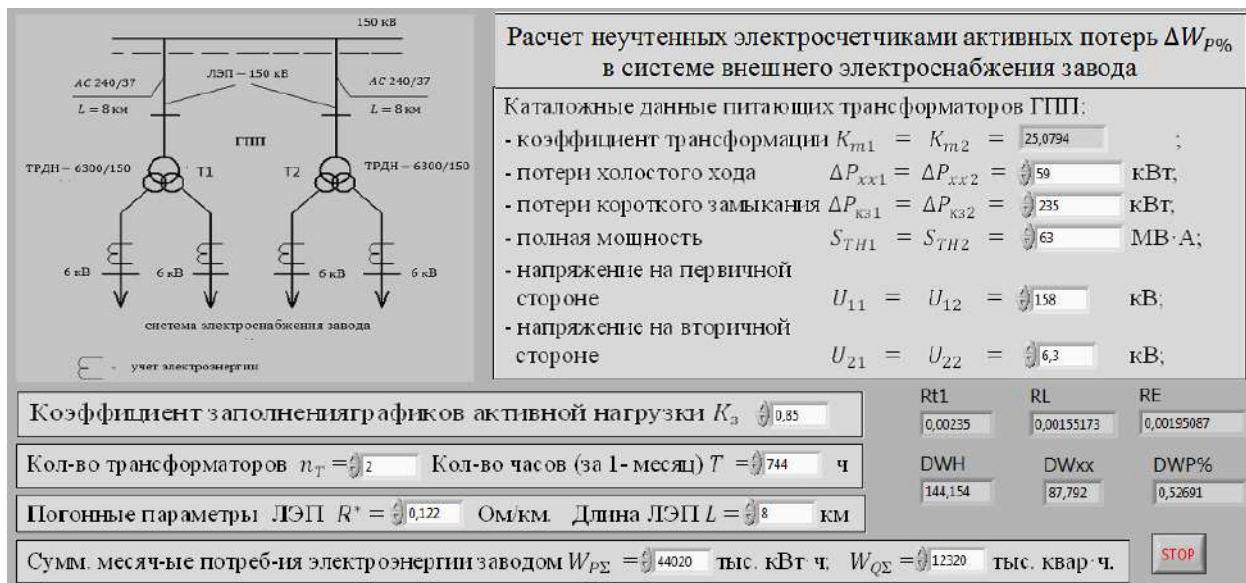 150 кВ
АС 240/37 ЛЭП – 150 кВ АС 240/37
L = 8 км L = 8 км
ГПП
ТРДН – 6300/150 T1 T2 ТРДН – 6300/150
6 кВ 6 кВ 6 кВ 6 кВ
система электроснабжения завода
- учет электроэнергии
Расчет неучтенных электросчетчиками активных потерь ΔW_P%
в системе внешнего электроснабжения завода
Каталожные данные питающих трансформаторов ГПП:
- коэффициент трансформации K_m1 = K_m2 = 25,0794 ;
- потери холостого хода ΔP_xx1 = ΔP_xx2 = 59 кВт;
- потери короткого замыкания ΔP_кз1 = ΔP_кз2 = 235 кВт;
- полная мощность S_TH1 = S_TH2 = 63 МВ·А;
- напряжение на первичной
стороне U_11 = U_12 = 158 кВ;
- напряжение на вторичной
стороне U_21 = U_22 = 6,3 кВ;
Коэффициент заполненияграфиков активной нагрузки K_з 0,85
Кол-во трансформаторов n_T = 2 Кол-во часов (за 1- месяц) T = 744 ч
Погонные параметры ЛЭП R* = 0,122 Ом/км. Длина ЛЭП L = 8 км
Сумм. месяч-ые потреб-ия электроэнергии заводом W_PΣ = 44020 тыс. кВт·ч; W_QΣ = 12320 тыс. квар·ч.
Rt1 RL RE
0,00235 0,00155173 0,00195087
DWH DWxx DWP%
144,154 87,792 0,52691
STOP